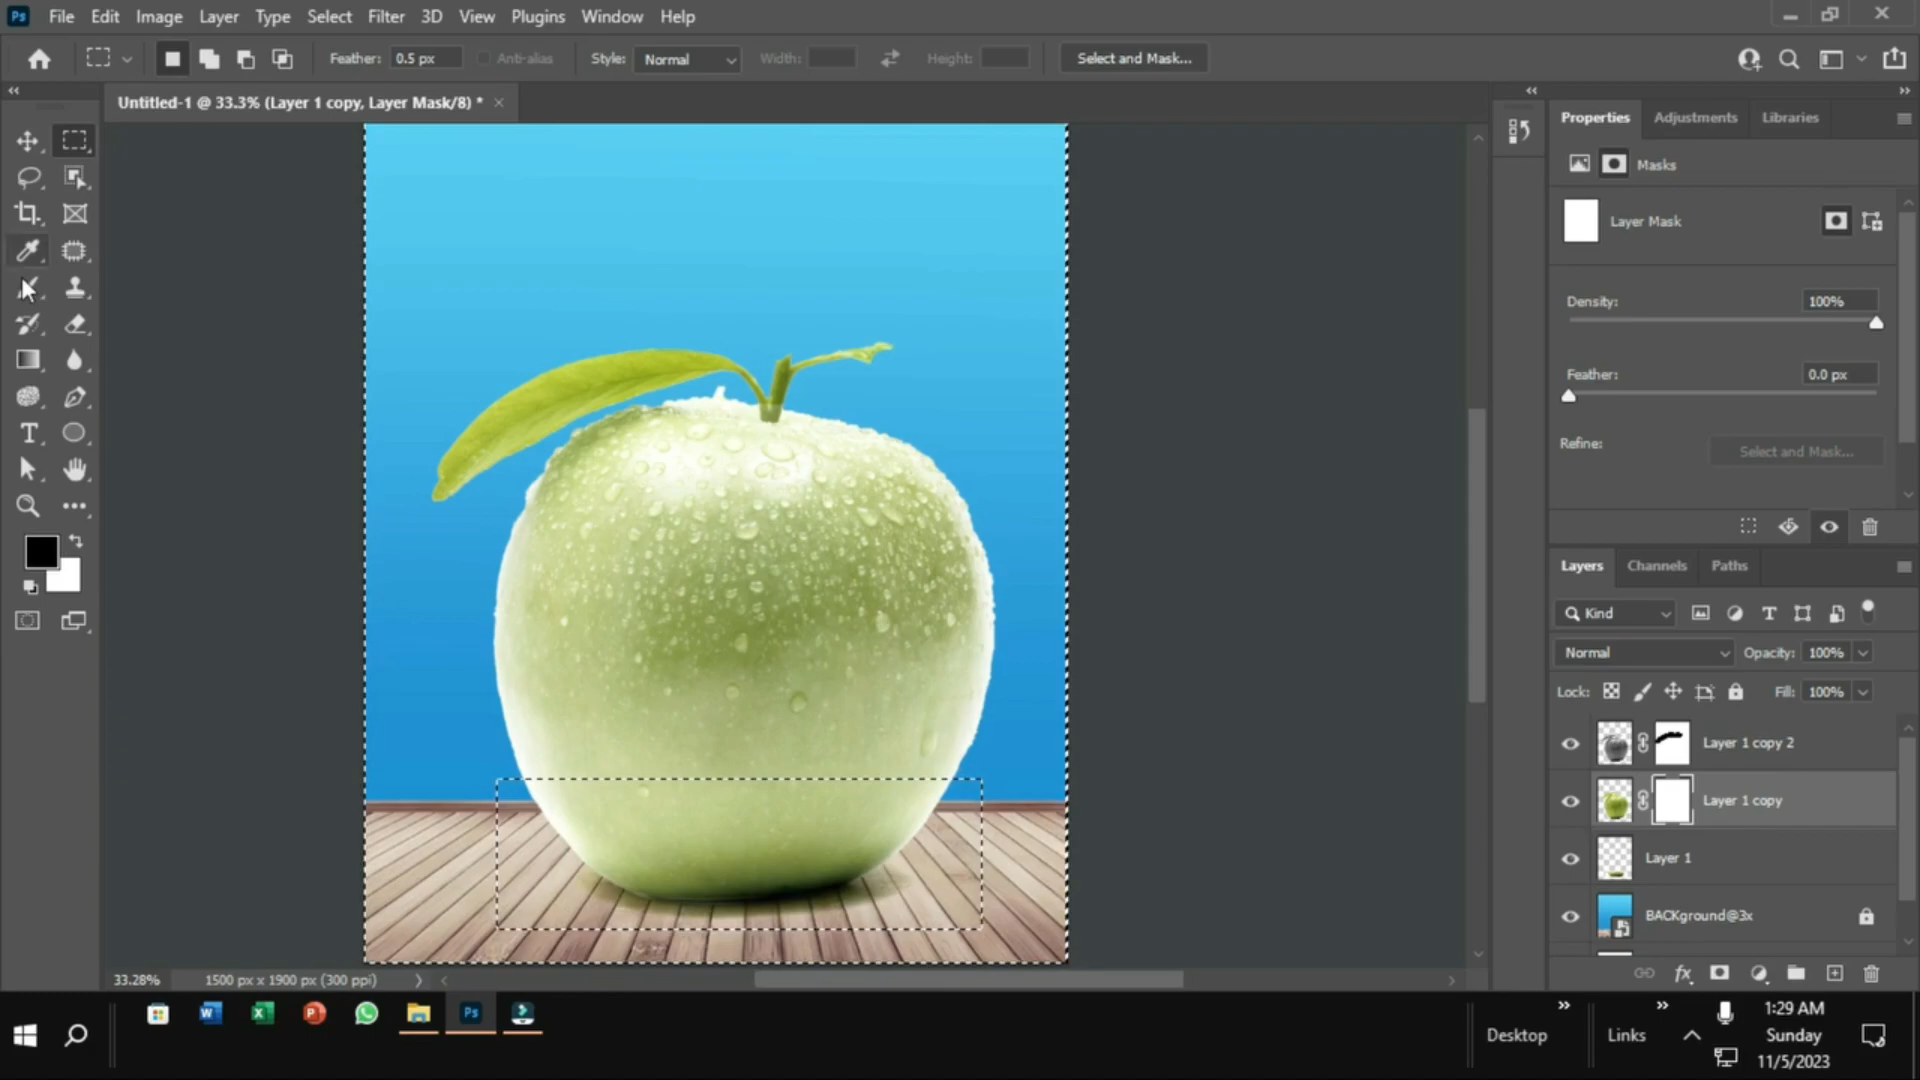 Ps File Edit Image Layer Type Select Filter 3D View Plugins Window Help
Feather: 0.5 px Anti-alias Style: Normal Width: Height: Select and Mask...
Untitled-1 @ 33.3% (Layer 1 copy, Layer Mask/8) *
Properties Adjustments Libraries
Masks
Layer Mask
Density: 100%
Feather: 0.0 px
Refine: Select and Mask...
Layers Channels Paths
Kind
Normal Opacity: 100%
Lock: Fill: 100%
Layer 1 copy 2
Layer 1 copy
Layer 1
BACKground@3x
fx
33.28% 1500 px x 1900 px (300 ppi)
Desktop Links
1:29 AM
Sunday
11/5/2023